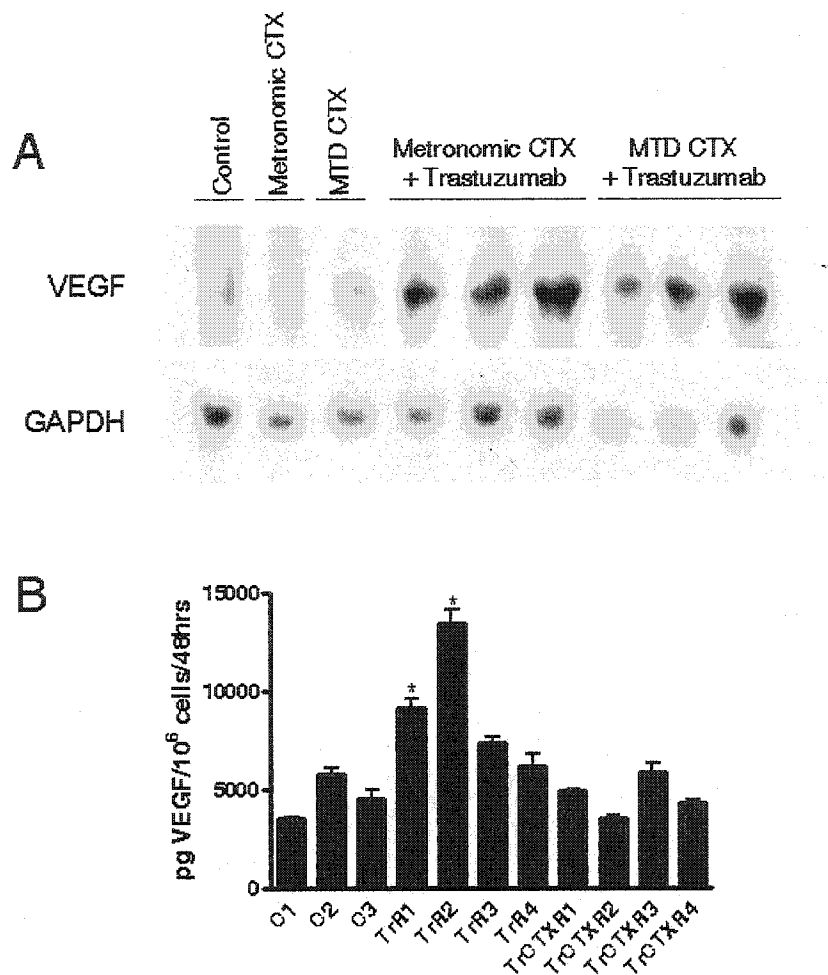 A
Control
Metronomic CTX
MTD CTX
Metronomic CTX
+ Trastuzumab
MTD CTX
+ Trastuzumab
VEGF
GAPDH
B
pg VEGF/10⁶ cells/48hrs
15000
10000
5000
0
*
*
C1
C2
C3
TrR1
TrR2
TrR3
TrR4
TrCTXR1
TrCTXR2
TrCTXR3
TrCTXR4